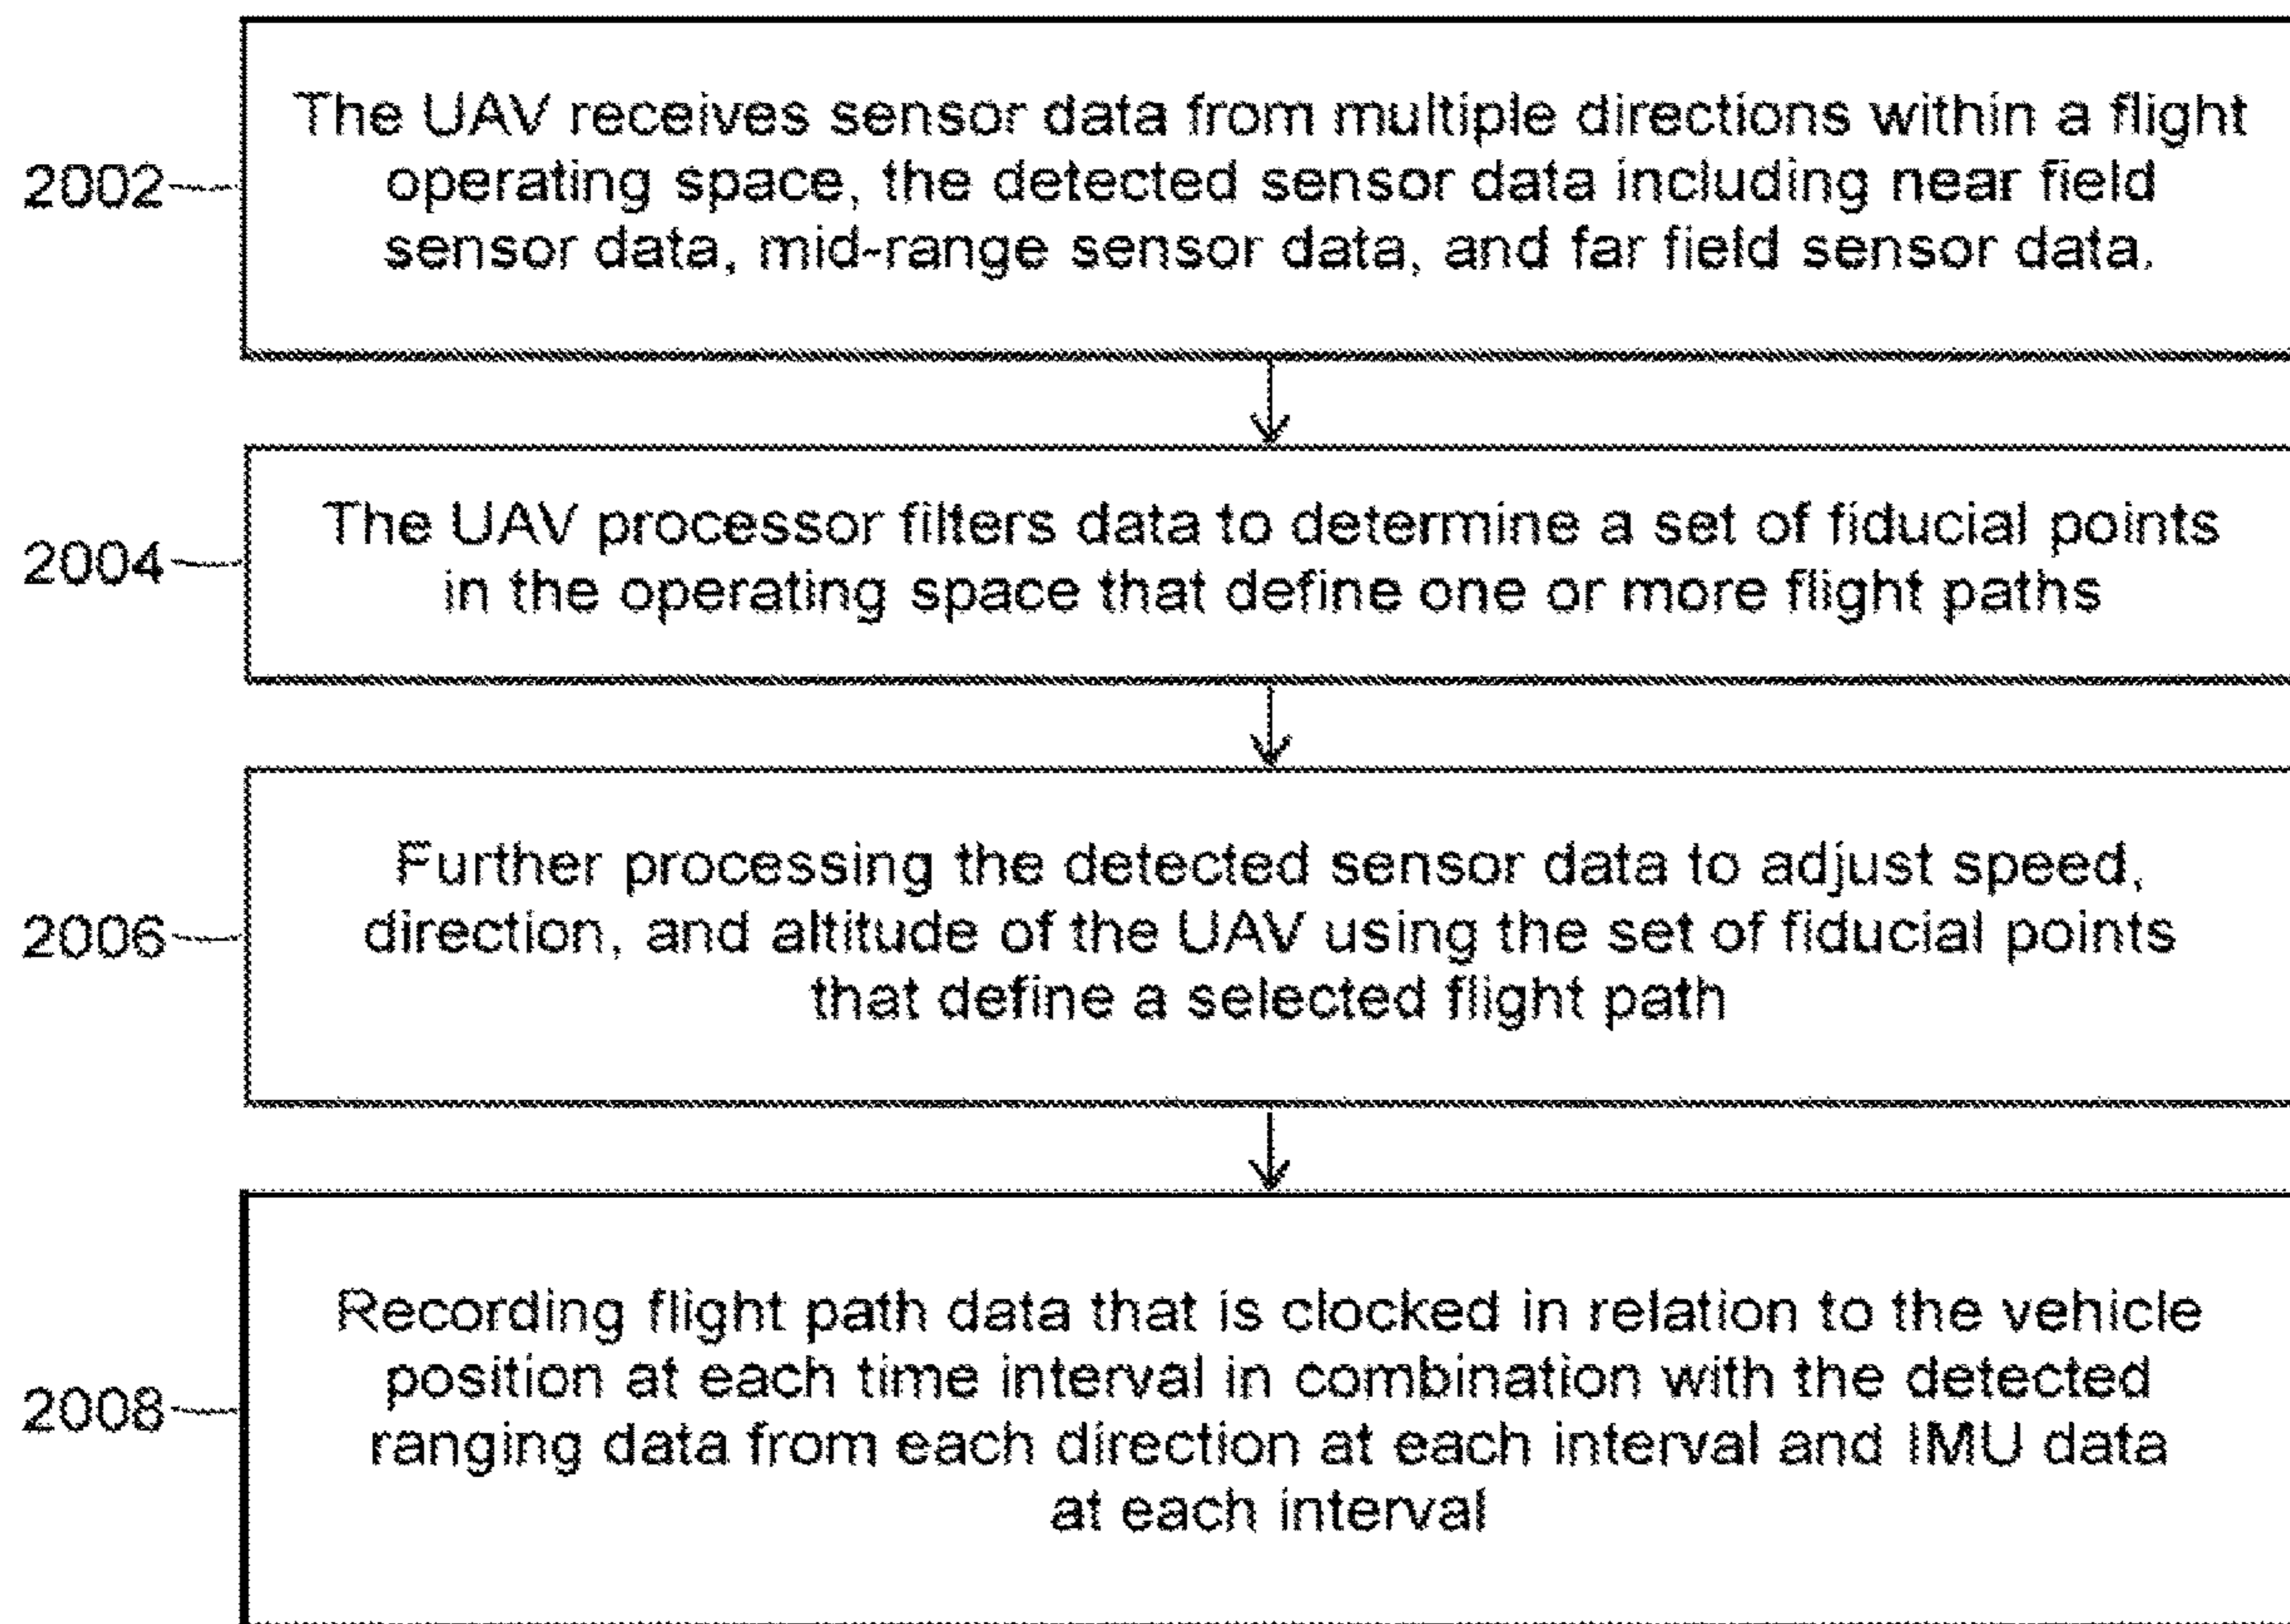 The UAV receives sensor data from multiple directions within a flight
2002
operating space, the detected sensor data including near field
sensor data, mid-range sensor data, and far field sensor data.
The UAV processor filters data to determine a set of fiducial points
2004
in the operating space that define one or more flight paths
Further processing the detected sensor data to adjust speed,
2006
direction, and altitude of the UAV using the set of fiducial points
that define a selected flight path
Recording flight path data that is clocked in relation to the vehicle
position at each time interval in combination with the detected
2008
ranging data from each direction at each interval and IMU data
at each interval